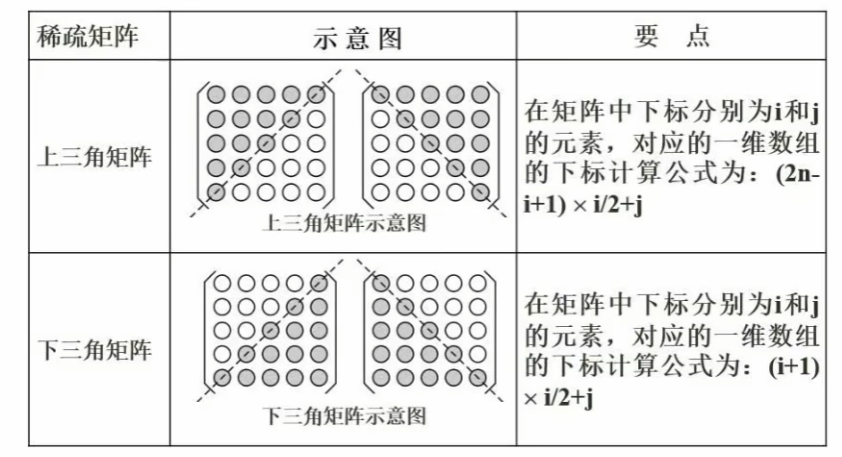 稀疏矩阵
示意图
要 点
上三角矩阵
上三角矩阵示意图
在矩阵中下标分别为i和j
的元素，对应的一维数组
的下标计算公式为：(2n-
i+1) × i/2+j
下三角矩阵
下三角矩阵示意图
在矩阵中下标分别为i和j
的元素，对应的一维数组
的下标计算公式为：(i+1)
× i/2+j